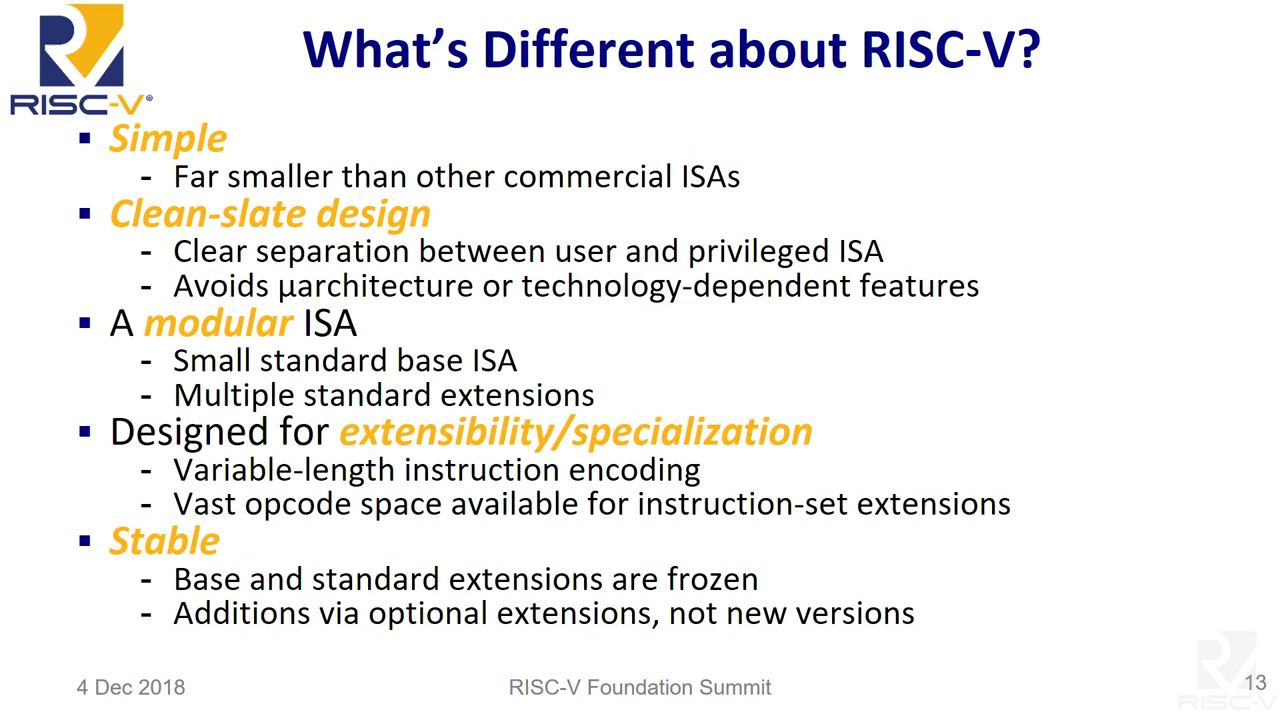 RISC-V®
What's Different about RISC-V?
▪ Simple
- Far smaller than other commercial ISAs
▪ Clean-slate design
- Clear separation between user and privileged ISA
- Avoids µarchitecture or technology-dependent features
▪ A modular ISA
- Small standard base ISA
- Multiple standard extensions
▪ Designed for extensibility/specialization
- Variable-length instruction encoding
- Vast opcode space available for instruction-set extensions
▪ Stable
- Base and standard extensions are frozen
- Additions via optional extensions, not new versions
4 Dec 2018
RISC-V Foundation Summit
13
RISC-V